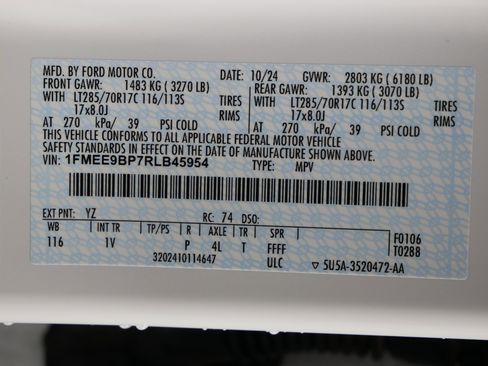 MFD. BY FORD MOTOR CO. DATE: 10/24 GVWR: 2803 KG ( 6180 LB)
FRONT GAWR: 1483 KG ( 3270 LB) REAR GAWR: 1393 KG ( 3070 LB)
WITH LT285/70R17C 116/113S TIRES WITH LT285/70R17C 116/113S TIRES
17x8.0J RIMS 17x8.0J RIMS
AT 270 kPa/ 39 PSI COLD AT 270 kPa/ 39 PSI COLD
THIS VEHICLE CONFORMS TO ALL APPLICABLE FEDERAL MOTOR VEHICLE
SAFETY STANDARDS IN EFFECT ON THE DATE OF MANUFACTURE SHOWN ABOVE.
VIN: 1FMEE9BP7RLB45954 TYPE: MPV
EXT PNT: YZ RC: 74 DSO:
WB INT TR TP/PS R AXLE TR SPR F0106
116 1V P 4L T FFFF T0288
3202410114647 ULC ▽ 5U5A-3520472-AA